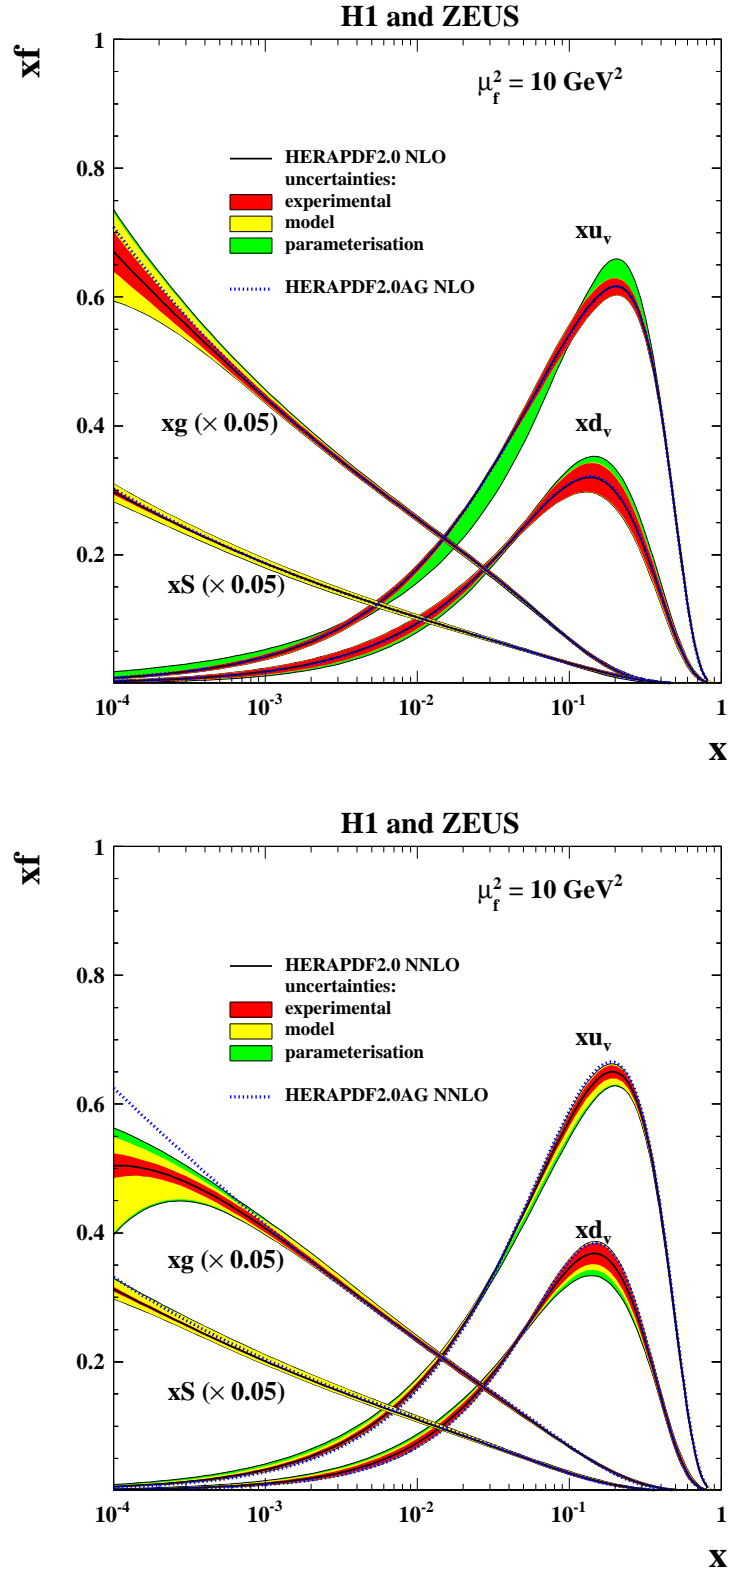 H1 and ZEUS
xf
1
μ_f^2 = 10 GeV^2
HERAPDF2.0 NLO
uncertainties:
experimental
model
parameterisation
HERAPDF2.0AG NLO
0.8
0.6
0.4
0.2
xu_v
xd_v
xg (× 0.05)
xS (× 0.05)
10^-4 10^-3 10^-2 10^-1 1
x
H1 and ZEUS
xf
1
μ_f^2 = 10 GeV^2
HERAPDF2.0 NNLO
uncertainties:
experimental
model
parameterisation
HERAPDF2.0AG NNLO
0.8
0.6
0.4
0.2
xu_v
xd_v
xg (× 0.05)
xS (× 0.05)
10^-4 10^-3 10^-2 10^-1 1
x